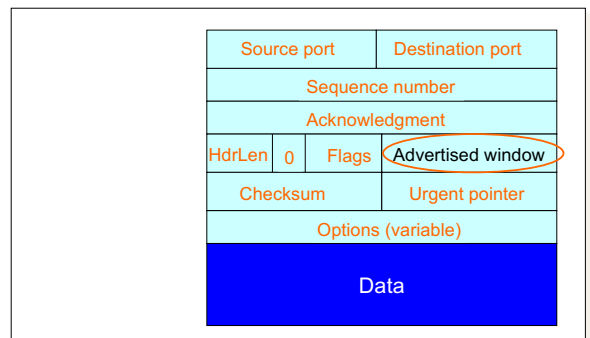 Source port Destination port
Sequence number
Acknowledgment
HdrLen 0 Flags Advertised window
Checksum Urgent pointer
Options (variable)
Data